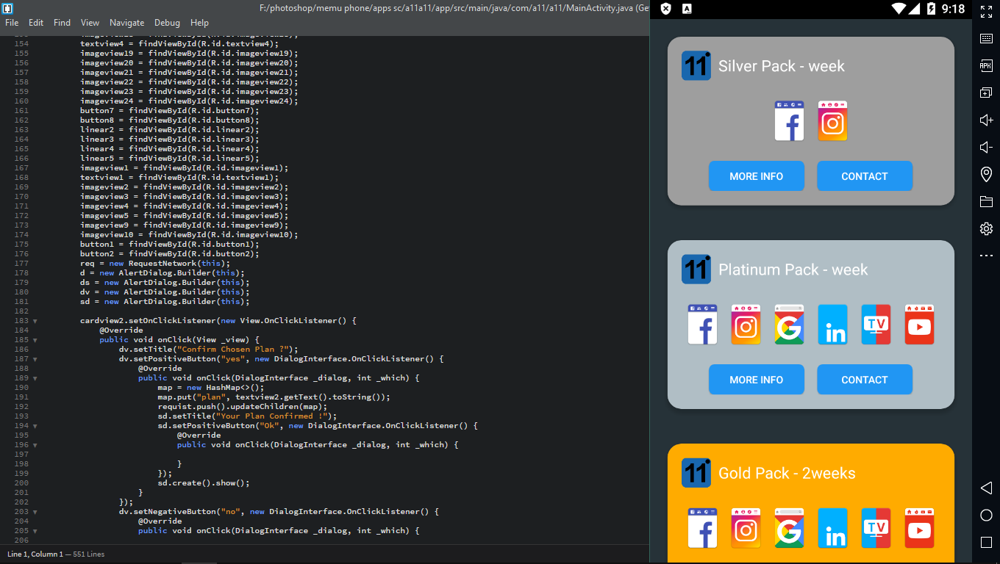 F:/photoshop/memu phone/apps sc/a11a11/app/src/main/java/com/a11/a11/MainActivity.java (Ge
File Edit Find View Navigate Debug Help
154 textview4 = findViewById(R.id.textview4);
155 imageview19 = findViewById(R.id.imageview19);
156 imageview20 = findViewById(R.id.imageview20);
157 imageview21 = findViewById(R.id.imageview21);
158 imageview22 = findViewById(R.id.imageview22);
159 imageview23 = findViewById(R.id.imageview23);
160 imageview24 = findViewById(R.id.imageview24);
161 button7 = findViewById(R.id.button7);
162 button8 = findViewById(R.id.button8);
163 linear2 = findViewById(R.id.linear2);
164 linear3 = findViewById(R.id.linear3);
165 linear4 = findViewById(R.id.linear4);
166 linear5 = findViewById(R.id.linear5);
167 imageview1 = findViewById(R.id.imageview1);
168 textview1 = findViewById(R.id.textview1);
169 imageview2 = findViewById(R.id.imageview2);
170 imageview3 = findViewById(R.id.imageview3);
171 imageview4 = findViewById(R.id.imageview4);
172 imageview5 = findViewById(R.id.imageview5);
173 imageview9 = findViewById(R.id.imageview9);
174 imageview10 = findViewById(R.id.imageview10);
175 button1 = findViewById(R.id.button1);
176 button2 = findViewById(R.id.button2);
177 req = new RequestNetwork(this);
178 d = new AlertDialog.Builder(this);
179 ds = new AlertDialog.Builder(this);
180 dv = new AlertDialog.Builder(this);
181 sd = new AlertDialog.Builder(this);
182
183 cardview2.setOnClickListener(new View.OnClickListener() {
184 @Override
185 public void onClick(View _view) {
186 dv.setTitle("Confirm Chosen Plan ?");
187 dv.setPositiveButton("yes", new DialogInterface.OnClickListener() {
188 @Override
189 public void onClick(DialogInterface _dialog, int _which) {
190 map = new HashMap<>();
191 map.put("plan", textview2.getText().toString());
192 requist.push().updateChildren(map);
193 sd.setTitle("Your Plan Confirmed !");
194 sd.setPositiveButton("Ok", new DialogInterface.OnClickListener() {
195 @Override
196 public void onClick(DialogInterface _dialog, int _which) {
197
198 }
199 });
200 sd.create().show();
201 }
202 });
203 dv.setNegativeButton("no", new DialogInterface.OnClickListener() {
204 @Override
205 public void onClick(DialogInterface _dialog, int _which) {
206
Line 1, Column 1 — 551 Lines
A
9:18
11 Silver Pack - week
MORE INFO CONTACT
11 Platinum Pack - week
TV
MORE INFO CONTACT
11 Gold Pack - 2weeks
TV
APK